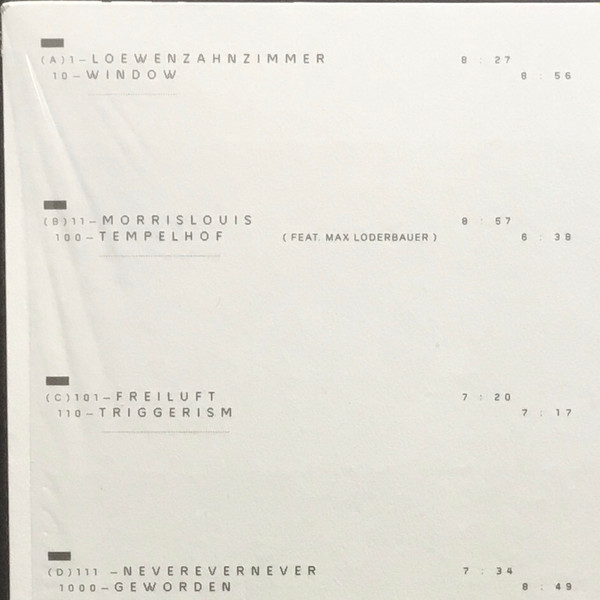 (A)1–LOEWENZAHNZIMMER 8 : 27
10–WINDOW 8 : 56
(B)11–MORRISLOUIS 8 : 57
100–TEMPELHOF (FEAT. MAX LODERBAUER) 6 : 38
(C)101–FREILUFT 7 : 20
110–TRIGGERISM 7 : 17
(D)111 –NEVEREVERNEVER 7 : 34
1000–GEWORDEN 8 : 49